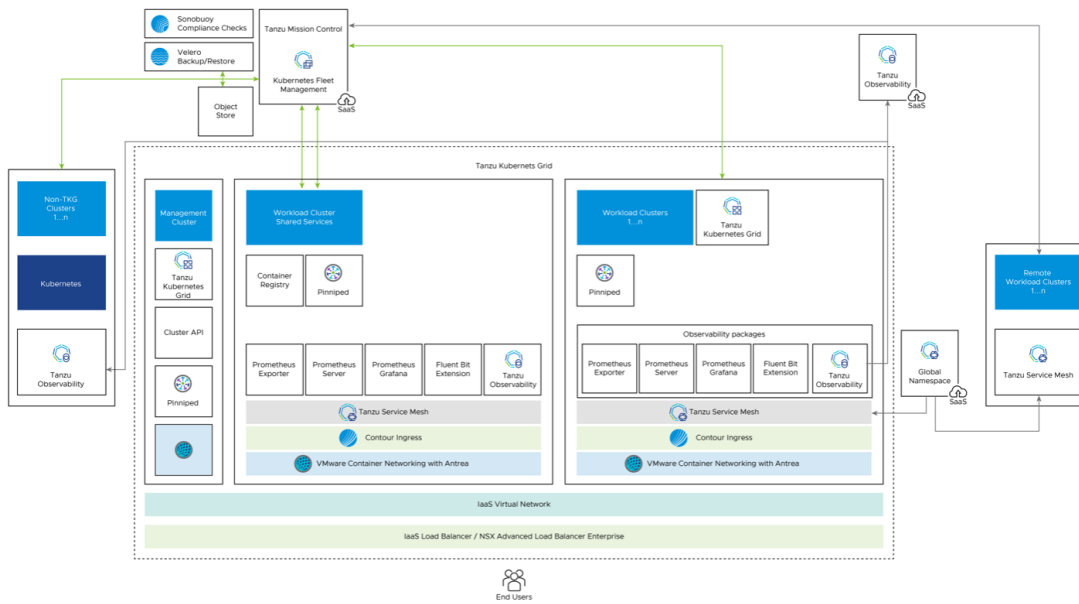 Sonobuoy
Compliance Checks
Velero
Backup/Restore
Object
Store
Tanzu Mission Control
Kubernetes Fleet
Management
SaaS
Tanzu
Observability
SaaS
Tanzu Kubernets Grid
Non-TKG
Clusters
1...n
Kubernetes
Tanzu
Observability
Management
Cluster
Tanzu
Kubernetes
Grid
Cluster API
Pinniped
Workload Cluster
Shared Services
Container
Registry
Pinniped
Prometheus
Exporter
Prometheus
Server
Prometheus
Grafana
Fluent Bit
Extension
Tanzu
Observability
Tanzu Service Mesh
Contour Ingress
VMware Container Networking with Antrea
Workload Clusters
1...n
Tanzu
Kubernetes Grid
Pinniped
Observability packages
Prometheus
Exporter
Prometheus
Server
Prometheus
Grafana
Fluent Bit
Extension
Tanzu
Observability
Tanzu Service Mesh
Contour Ingress
VMware Container Networking with Antrea
Global
Namespace
SaaS
Remote
Workload Clusters
1...n
Tanzu Service Mesh
IaaS Virtual Network
IaaS Load Balancer / NSX Advanced Load Balancer Enterprise
End Users